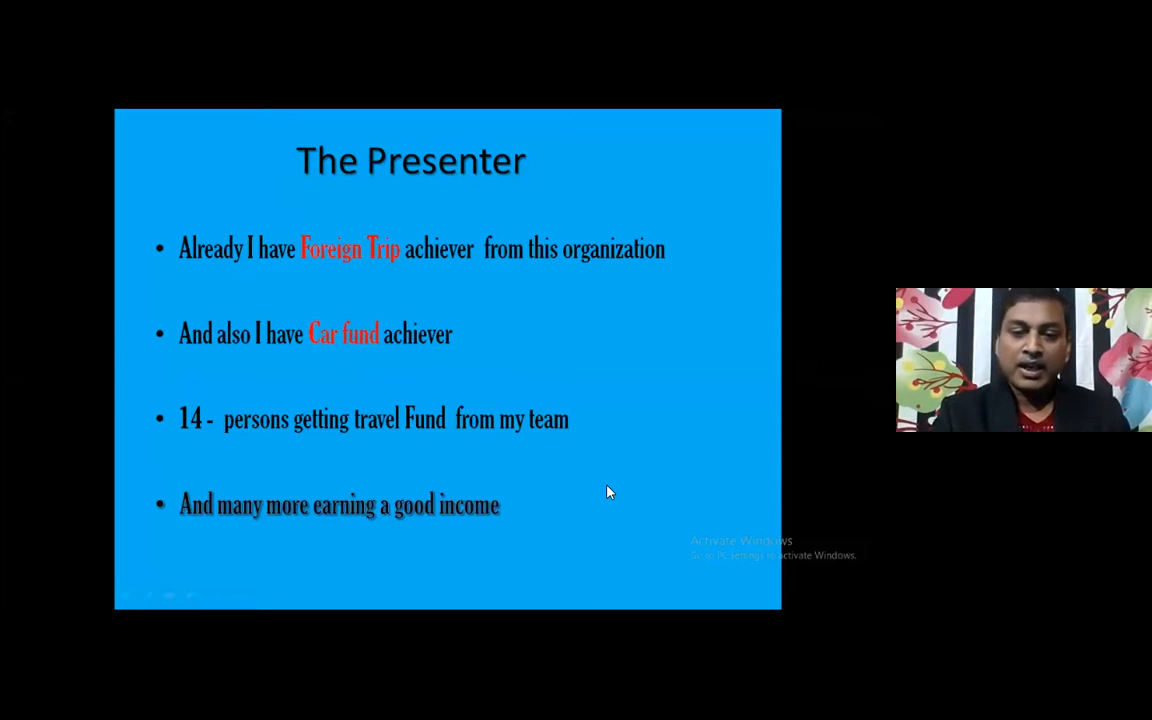 The Presenter
• Already I have Foreign Trip achiever from this organization
• And also I have Car fund achiever
• 14 - persons getting travel Fund from my team
• And many more earning a good income
Activate Windows
Go to PC settings to activate Windows.